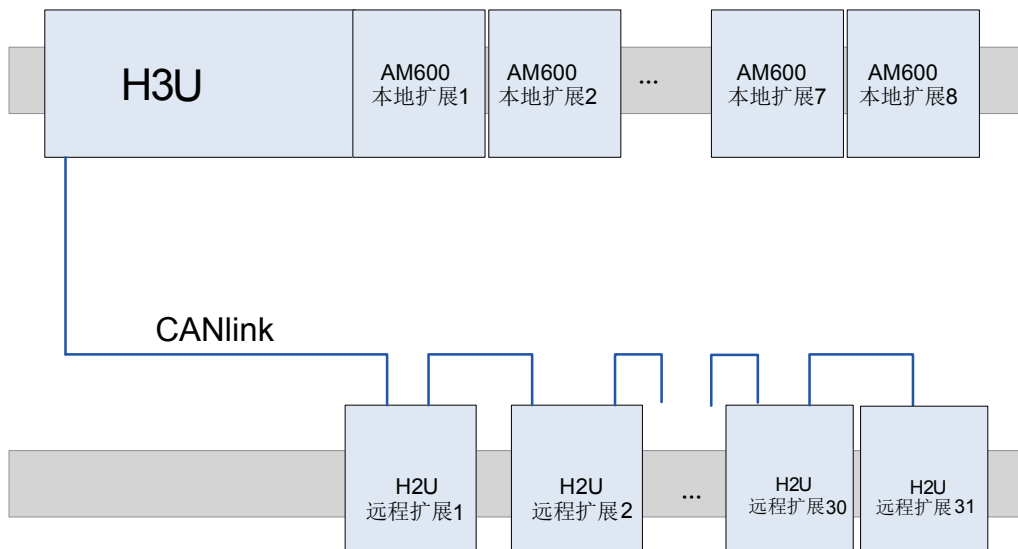 H3U
AM600
本地扩展1
AM600
本地扩展2
...
AM600
本地扩展7
AM600
本地扩展8
CANlink
H2U
远程扩展1
H2U
远程扩展2
...
H2U
远程扩展30
H2U
远程扩展31